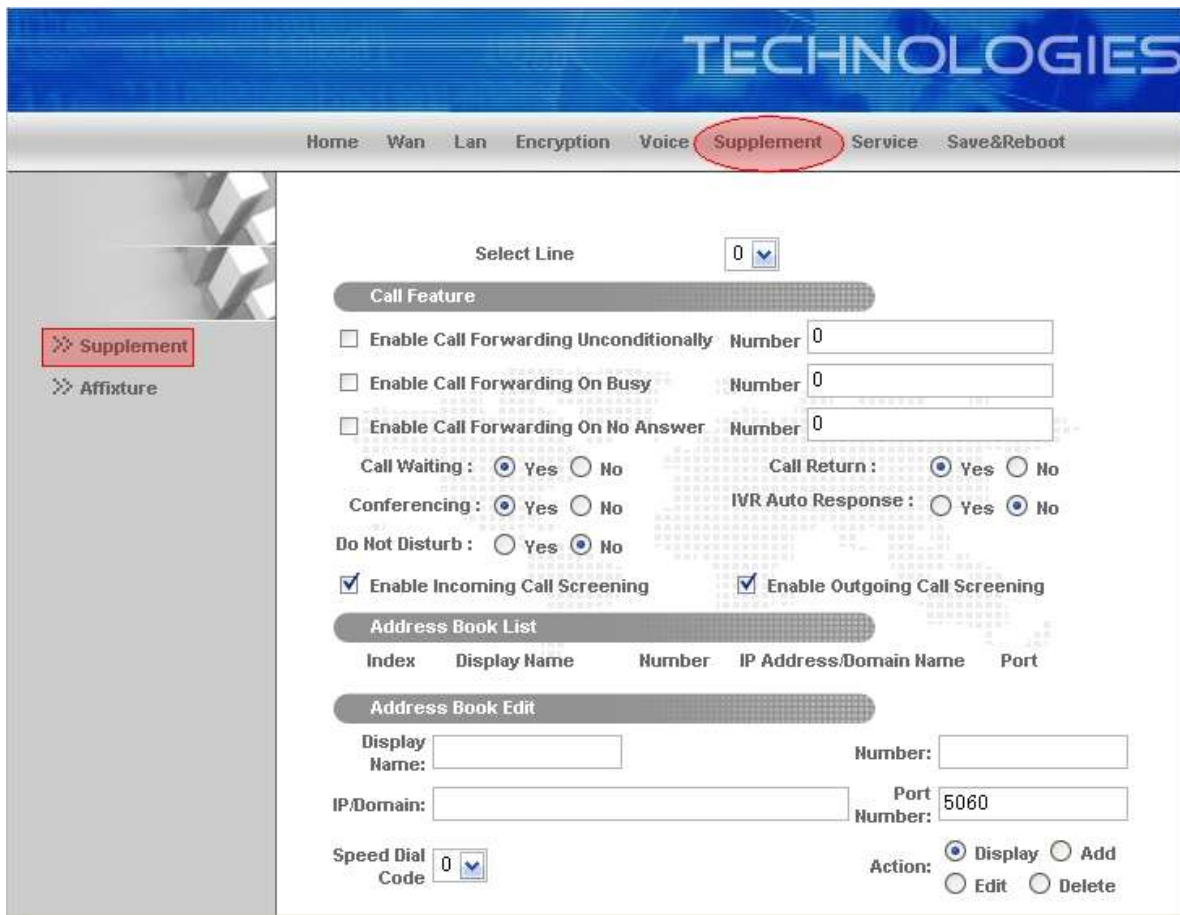 TECHNOLOGIES
Home Wan Lan Encryption Voice Supplement Service Save&Reboot
>> Supplement
>> Affixture
Select Line 0
Call Feature
Enable Call Forwarding Unconditionally Number 0
Enable Call Forwarding On Busy Number 0
Enable Call Forwarding On No Answer Number 0
Call Waiting : Yes No Call Return : Yes No
Conferencing : Yes No IVR Auto Response : Yes No
Do Not Disturb : Yes No
Enable Incoming Call Screening Enable Outgoing Call Screening
Address Book List
Index Display Name Number IP Address/Domain Name Port
Address Book Edit
Display Name: Number:
IP/Domain: Port Number: 5060
Speed Dial Code 0 Action: Display Add
Edit Delete